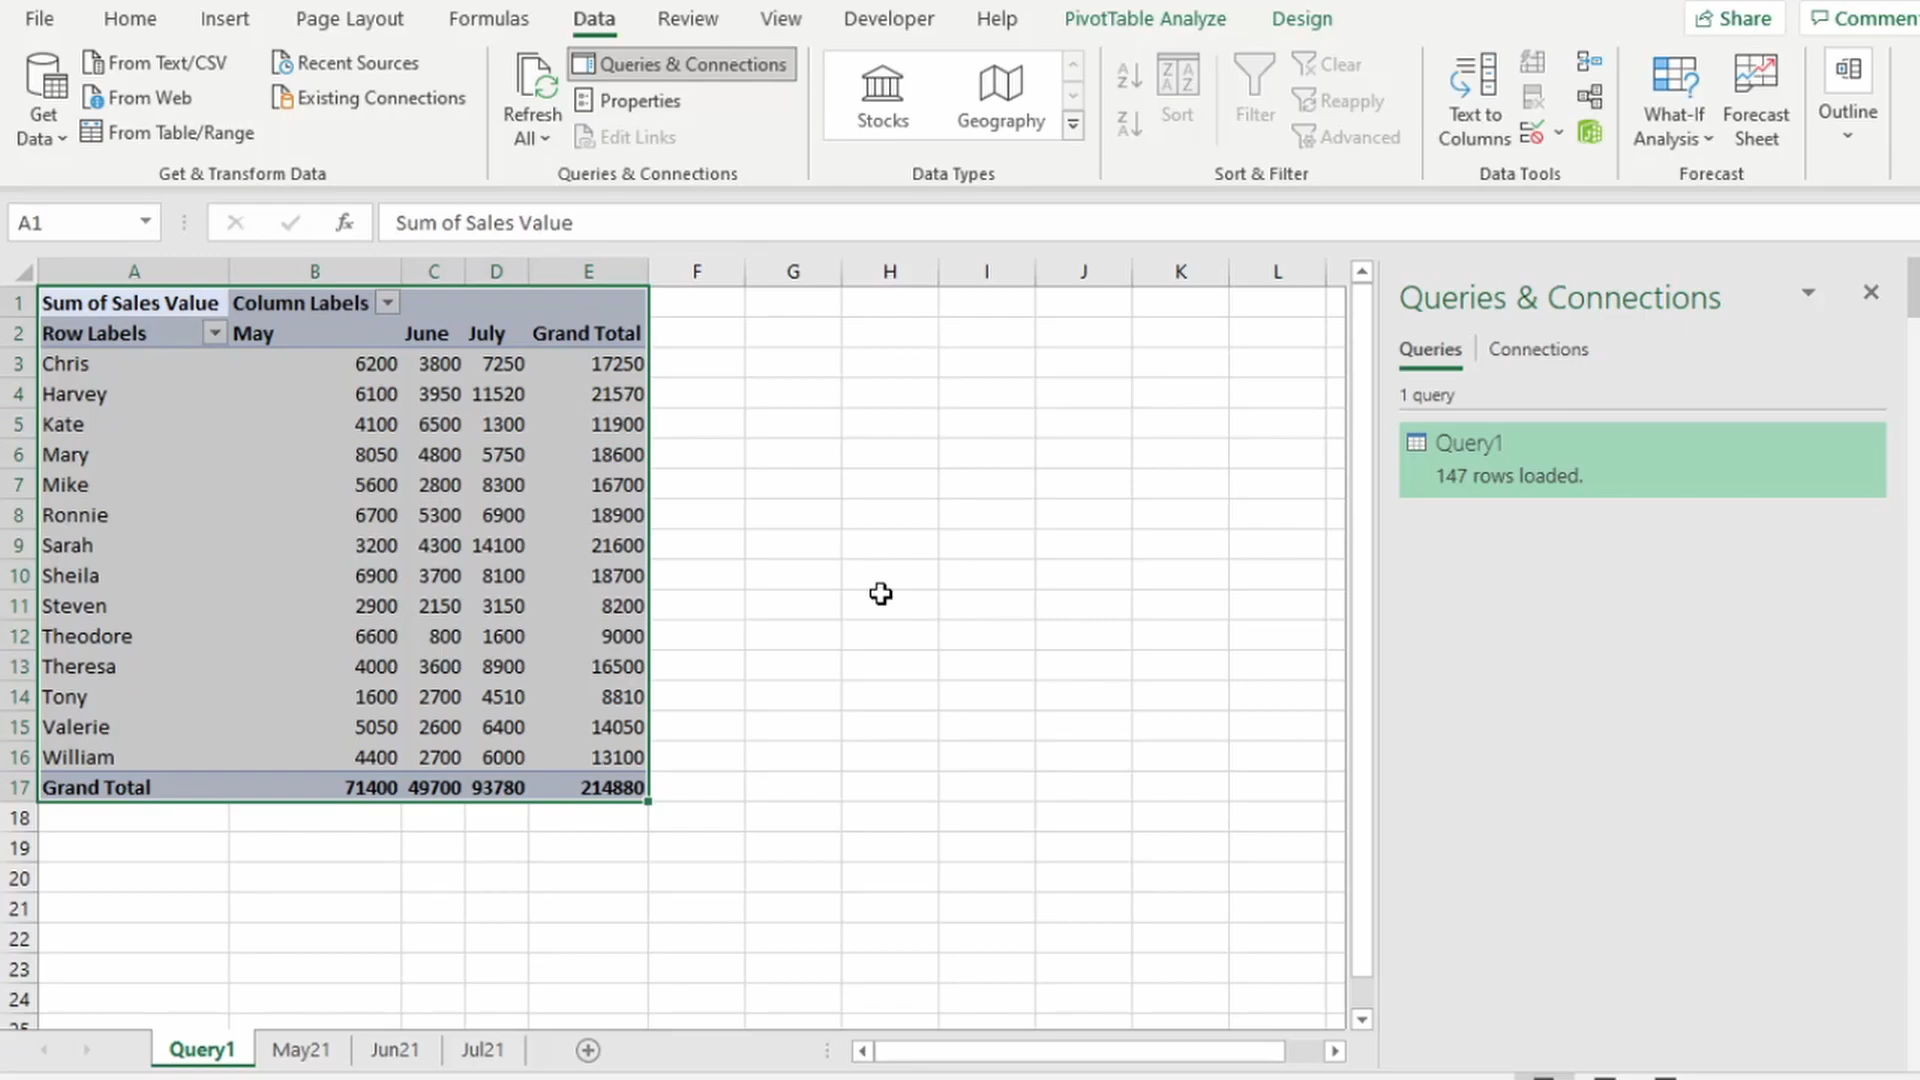 File Home Insert Page Layout Formulas Data Review View Developer Help PivotTable Analyze Design Share
Get Data
From Text/CSV
From Web
From Table/Range
Recent Sources
Existing Connections
Get & Transform Data
Refresh All
Queries & Connections
Properties
Edit Links
Queries & Connections
Stocks Geography
Data Types
Sort
Filter
Clear
Reapply
Advanced
Sort & Filter
Text to Columns
Data Tools
What-If Analysis
Forecast Sheet
Forecast
Outline
A1 fx Sum of Sales Value
A B C D E F G H I J K L
1 Sum of Sales Value Column Labels
2 Row Labels May June July Grand Total
3 Chris 6200 3800 7250 17250
4 Harvey 6100 3950 11520 21570
5 Kate 4100 6500 1300 11900
6 Mary 8050 4800 5750 18600
7 Mike 5600 2800 8300 16700
8 Ronnie 6700 5300 6900 18900
9 Sarah 3200 4300 14100 21600
10 Sheila 6900 3700 8100 18700
11 Steven 2900 2150 3150 8200
12 Theodore 6600 800 1600 9000
13 Theresa 4000 3600 8900 16500
14 Tony 1600 2700 4510 8810
15 Valerie 5050 2600 6400 14050
16 William 4400 2700 6000 13100
17 Grand Total 71400 49700 93780 214880
18
19
20
21
22
23
24
Queries & Connections
Queries Connections
1 query
Query1
147 rows loaded.
Query1 May21 Jun21 Jul21